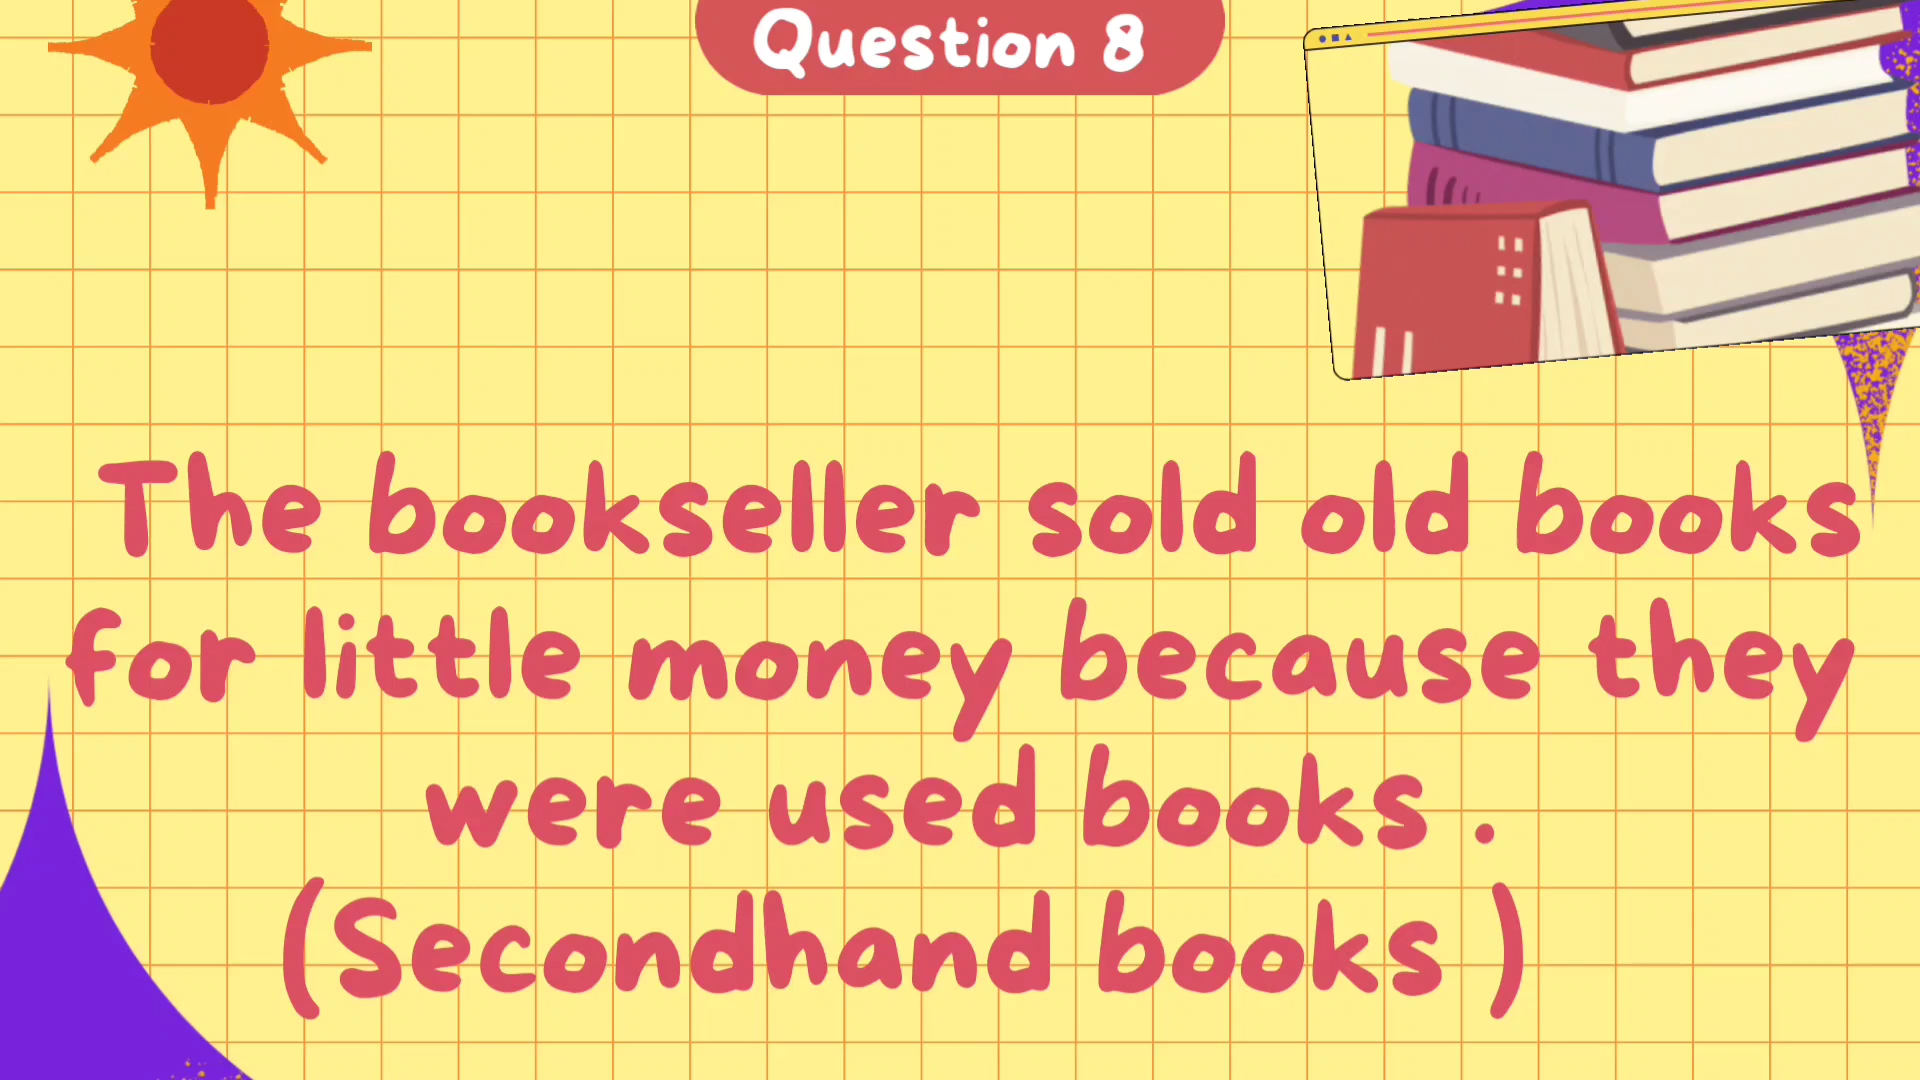 Question 8
The bookseller sold old books
for little money because they
were used books .
(Secondhand books )